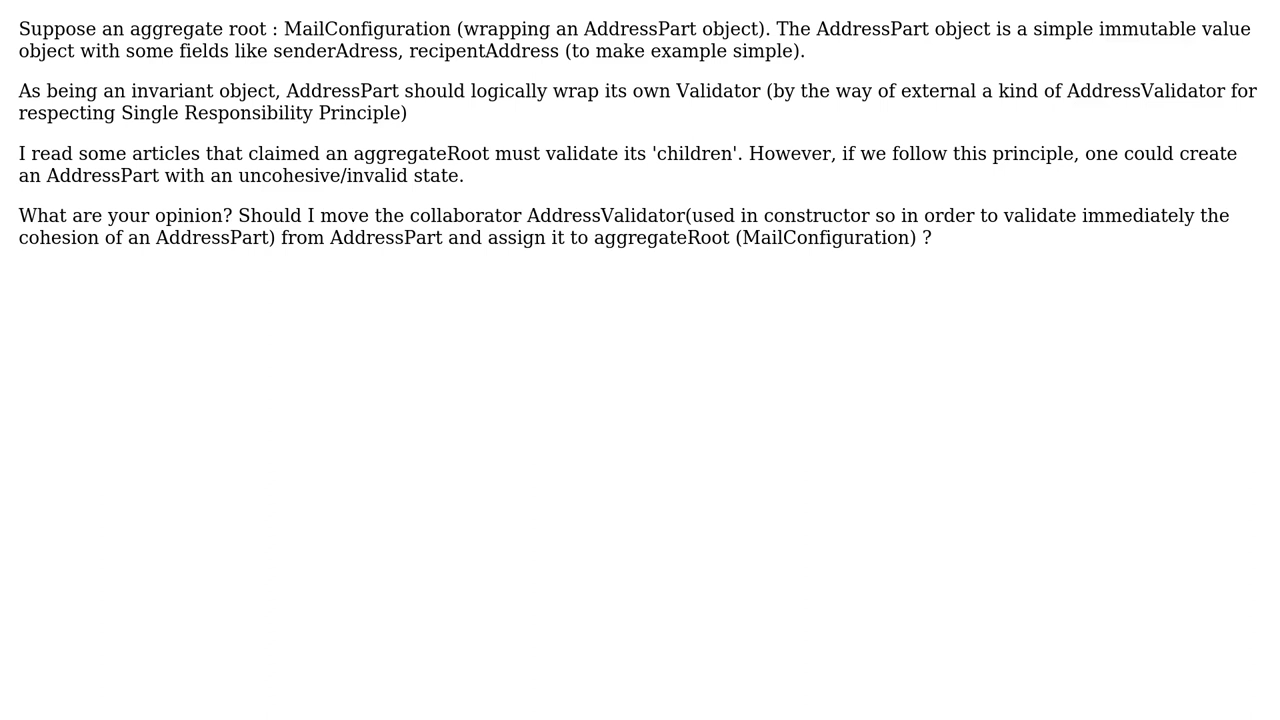 Suppose an aggregate root : MailConfiguration (wrapping an AddressPart object). The AddressPart object is a simple immutable value
object with some fields like senderAdress, recipentAddress (to make example simple).
As being an invariant object, AddressPart should logically wrap its own Validator (by the way of external a kind of AddressValidator for
respecting Single Responsibility Principle)
I read some articles that claimed an aggregateRoot must validate its 'children'. However, if we follow this principle, one could create
an AddressPart with an uncohesive/invalid state.
What are your opinion? Should I move the collaborator AddressValidator(used in constructor so in order to validate immediately the
cohesion of an AddressPart) from AddressPart and assign it to aggregateRoot (MailConfiguration) ?